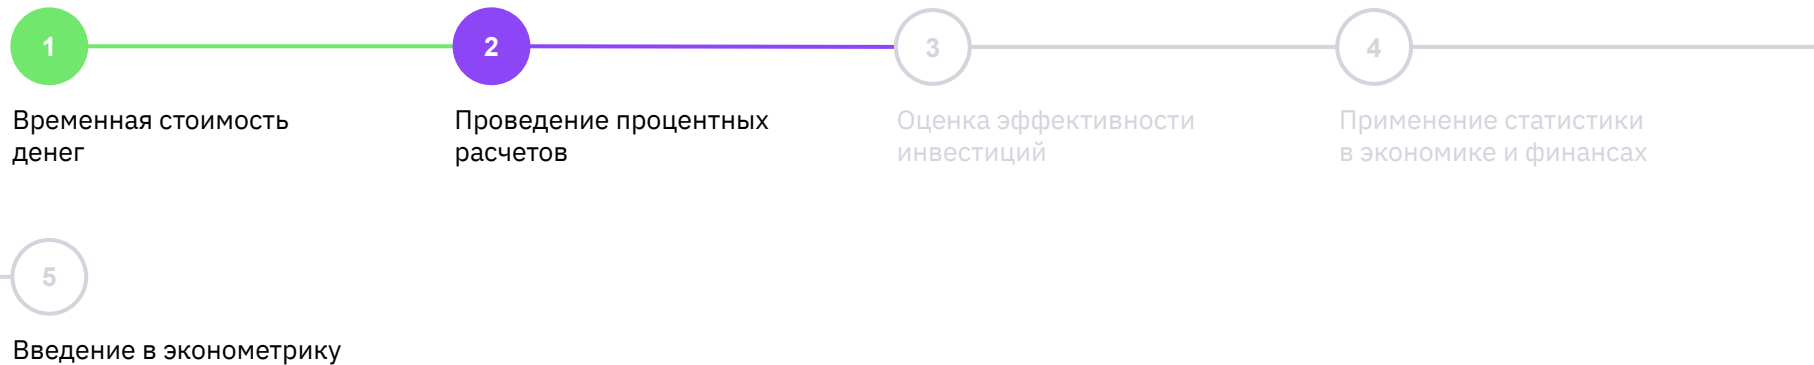 1
2
3
4
Временная стоимость
денег
Проведение процентных
расчетов
Оценка эффективности
инвестиций
Применение статистики
в экономике и финансах
5
Введение в эконометрику